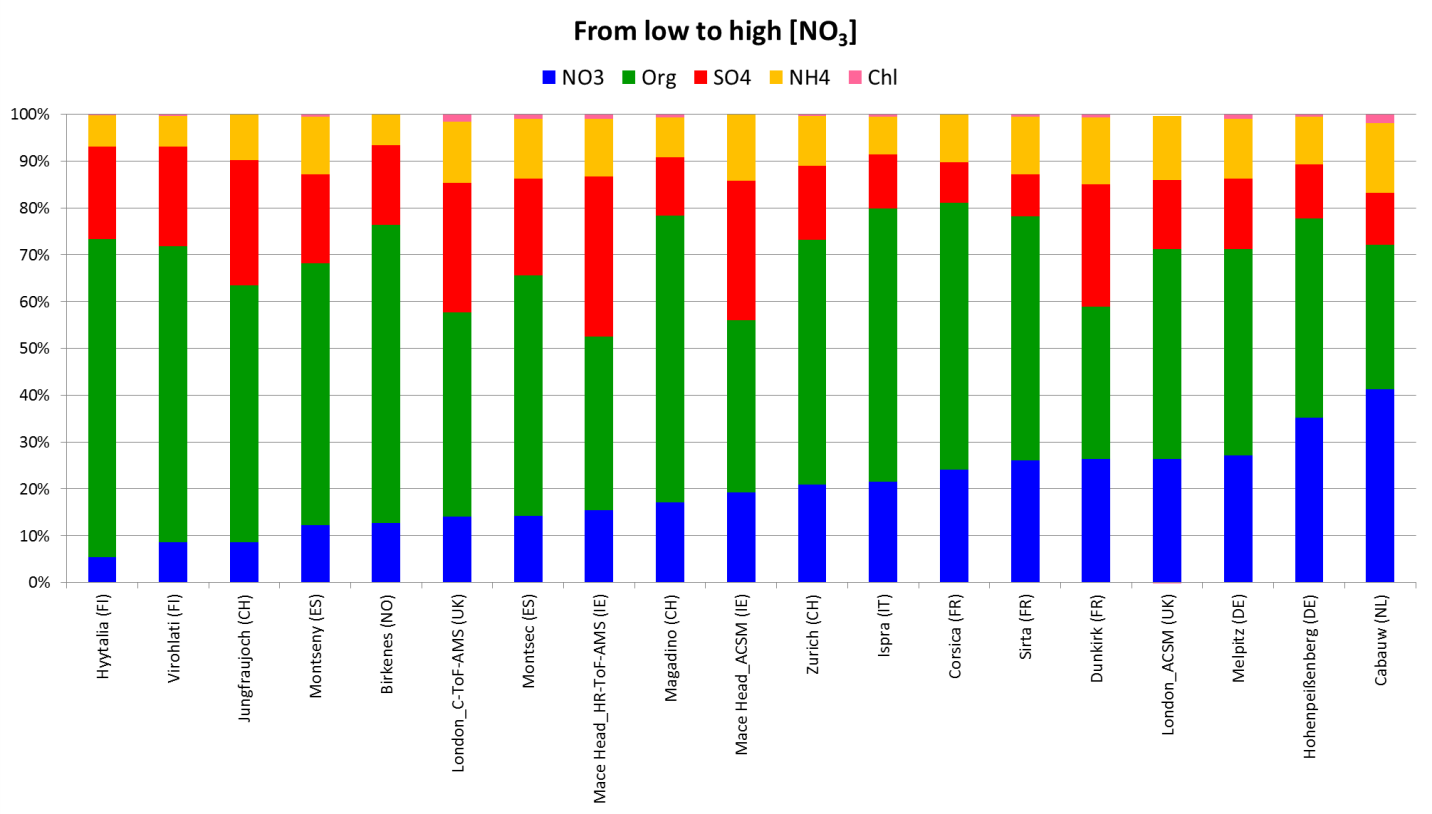 From low to high [NO₃]
NO3 Org SO4 NH4 Chl
100%
90%
80%
70%
60%
50%
40%
30%
20%
10%
0%
Hyytalia (FI)
Virohlati (FI)
Jungfraujoch (CH)
Montseny (ES)
Birkenes (NO)
London_C-ToF-AMS (UK)
Montsec (ES)
Mace Head_HR-ToF-AMS (IE)
Magadino (CH)
Mace Head_ACSM (IE)
Zurich (CH)
Ispra (IT)
Corsica (FR)
Sirta (FR)
Dunkirk (FR)
London_ACSM (UK)
Melpitz (DE)
Hohenpeißenberg (DE)
Cabauw (NL)